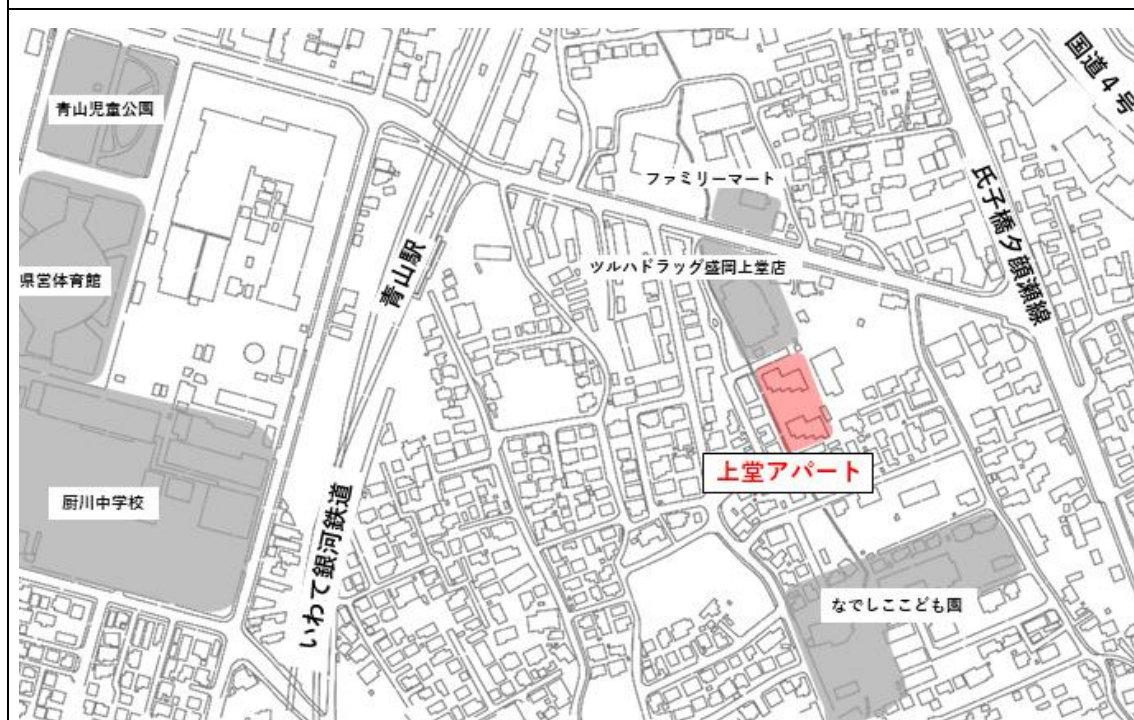 国道4号
青山児童公園
ファミリーマート
氏子橋夕顔瀬線
青山駅
ツルハドラッグ盛岡上堂店
県営体育館
上堂アパート
厨川中学校
いわて銀河鉄道
なでしここども園